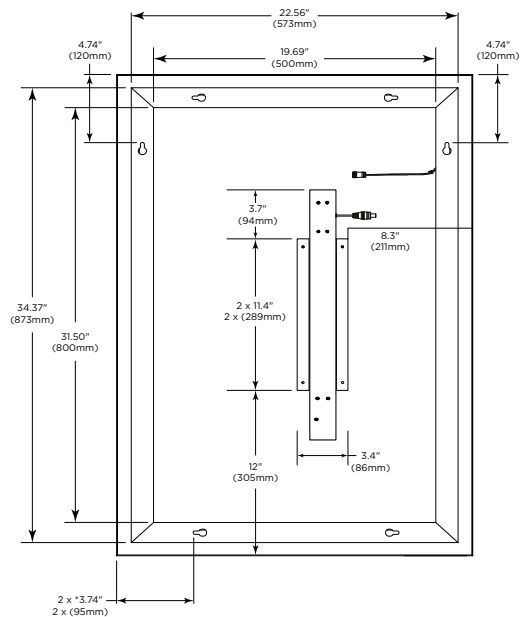 22.56"
(573mm)
4.74"
(120mm)
19.69"
(500mm)
4.74"
(120mm)
3.7"
(94mm)
8.3"
(211mm)
2 x 11.4"
2 x (289mm)
34.37"
(873mm)
31.50"
(800mm)
3.4"
(86mm)
12"
(305mm)
2 x *3.74"
2 x (95mm)